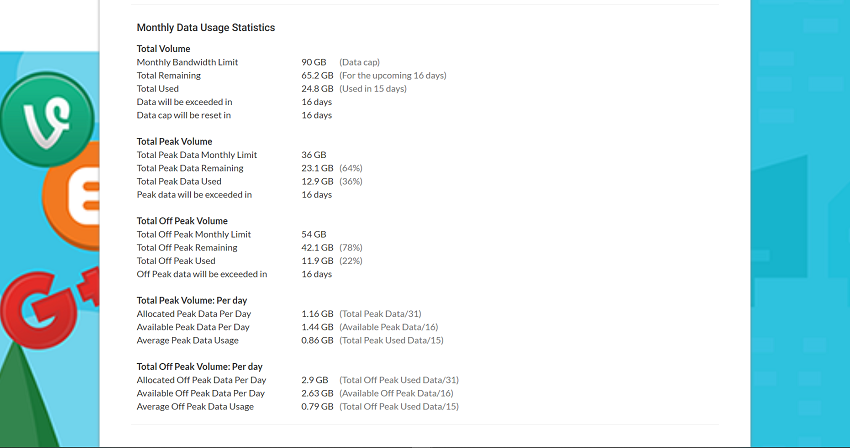 Monthly Data Usage Statistics
Total Volume
Monthly Bandwidth Limit 90 GB (Data cap)
Total Remaining 65.2 GB (For the upcoming 16 days)
Total Used 24.8 GB (Used in 15 days)
Data will be exceeded in 16 days
Data cap will be reset in 16 days
Total Peak Volume
Total Peak Data Monthly Limit 36 GB
Total Peak Data Remaining 23.1 GB (64%)
Total Peak Data Used 12.9 GB (36%)
Peak data will be exceeded in 16 days
Total Off Peak Volume
Total Off Peak Monthly Limit 54 GB
Total Off Peak Remaining 42.1 GB (78%)
Total Off Peak Used 11.9 GB (22%)
Off Peak data will be exceeded in 16 days
Total Peak Volume: Per day
Allocated Peak Data Per Day 1.16 GB (Total Peak Data/31)
Available Peak Data Per Day 1.44 GB (Available Peak Data/16)
Average Peak Data Usage 0.86 GB (Total Peak Used Data/15)
Total Off Peak Volume: Per day
Allocated Off Peak Data Per Day 2.9 GB (Total Off Peak Used Data/31)
Available Off Peak Data Per Day 2.63 GB (Available Off Peak Data/16)
Average Off Peak Data Usage 0.79 GB (Total Off Peak Used Data/15)